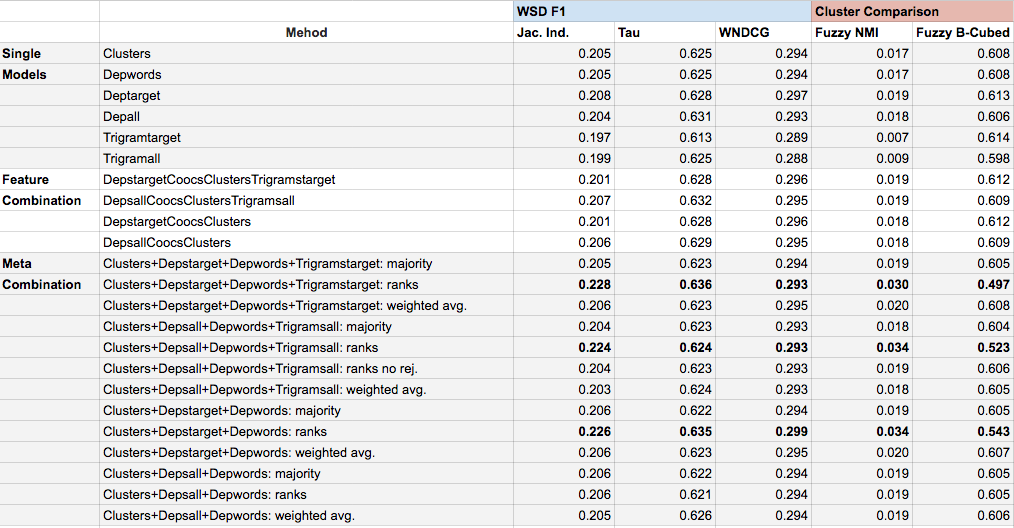 WSD F1 Cluster Comparison
Mehod Jac. Ind. Tau WNDCG Fuzzy NMI Fuzzy B-Cubed
Single Clusters 0.205 0.625 0.294 0.017 0.608
Models Depwords 0.205 0.625 0.294 0.017 0.608
Deptarget 0.208 0.628 0.297 0.019 0.613
Depall 0.204 0.631 0.293 0.018 0.606
Trigramtarget 0.197 0.613 0.289 0.007 0.614
Trigramall 0.199 0.625 0.288 0.009 0.598
Feature DepstargetCoocsClustersTrigramstarget 0.201 0.628 0.296 0.019 0.612
Combination DepsallCoocsClustersTrigramsall 0.207 0.632 0.295 0.019 0.609
DepstargetCoocsClusters 0.201 0.628 0.296 0.018 0.612
DepsallCoocsClusters 0.206 0.629 0.295 0.018 0.609
Meta Clusters+Depstarget+Depwords+Trigramstarget: majority 0.205 0.623 0.294 0.019 0.605
Combination Clusters+Depstarget+Depwords+Trigramstarget: ranks 0.228 0.636 0.293 0.030 0.497
Clusters+Depstarget+Depwords+Trigramstarget: weighted avg. 0.206 0.623 0.295 0.020 0.608
Clusters+Depsall+Depwords+Trigramsall: majority 0.204 0.623 0.293 0.018 0.604
Clusters+Depsall+Depwords+Trigramsall: ranks 0.224 0.624 0.293 0.034 0.523
Clusters+Depsall+Depwords+Trigramsall: ranks no rej. 0.204 0.623 0.293 0.019 0.606
Clusters+Depsall+Depwords+Trigramsall: weighted avg. 0.203 0.624 0.293 0.018 0.605
Clusters+Depstarget+Depwords: majority 0.206 0.622 0.294 0.019 0.605
Clusters+Depstarget+Depwords: ranks 0.226 0.635 0.299 0.034 0.543
Clusters+Depstarget+Depwords: weighted avg. 0.206 0.623 0.295 0.020 0.607
Clusters+Depsall+Depwords: majority 0.206 0.622 0.294 0.019 0.605
Clusters+Depsall+Depwords: ranks 0.206 0.621 0.294 0.019 0.605
Clusters+Depsall+Depwords: weighted avg. 0.205 0.626 0.294 0.019 0.606